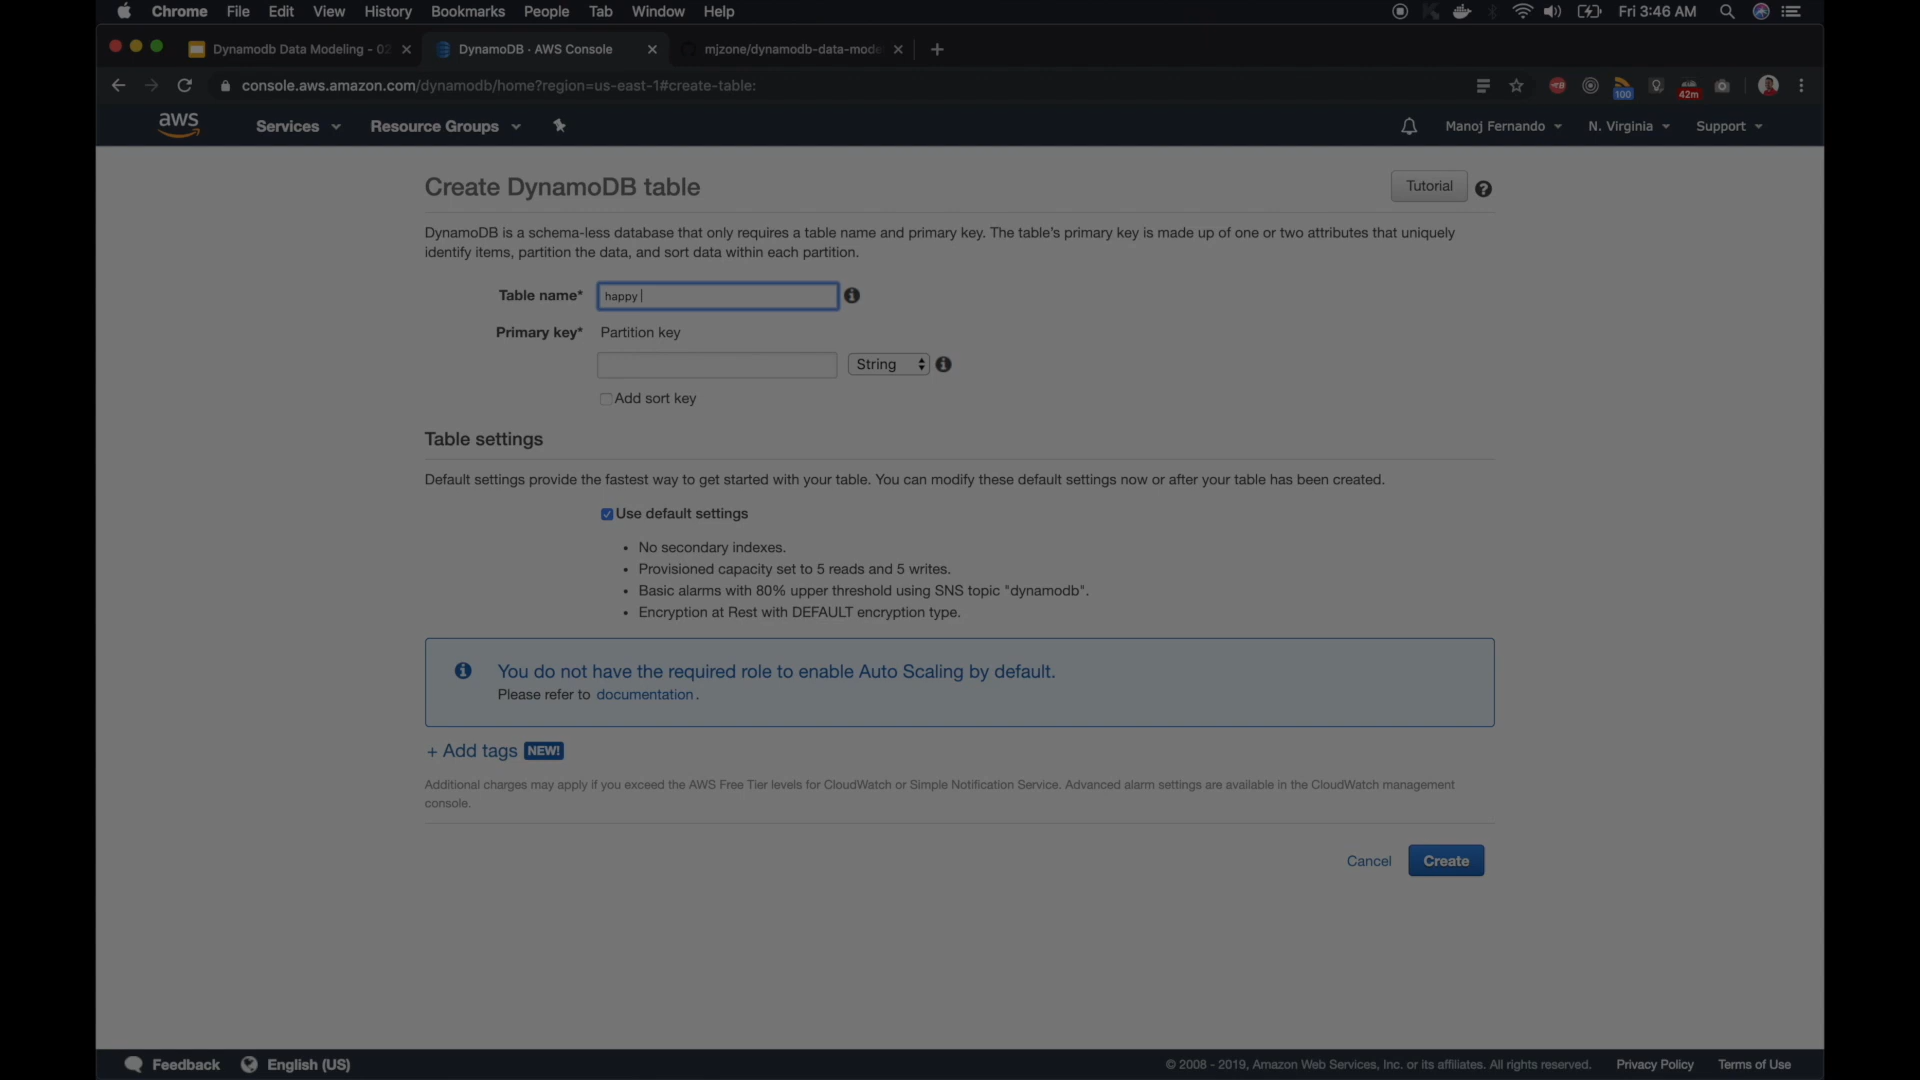 Chrome File Edit View History Bookmarks People Tab Window Help Fri 3:46 AM
Dynamodb Data Modeling - 02 DynamoDB · AWS Console mjzone/dynamodb-data-mode
console.aws.amazon.com/dynamodb/home?region=us-east-1#create-table: 100 42m
aws Services Resource Groups Manoj Fernando N. Virginia Support
Create DynamoDB table Tutorial
DynamoDB is a schema-less database that only requires a table name and primary key. The table's primary key is made up of one or two attributes that uniquely
identify items, partition the data, and sort data within each partition.
Table name* happy
Primary key* Partition key
String
Add sort key
Table settings
Default settings provide the fastest way to get started with your table. You can modify these default settings now or after your table has been created.
Use default settings
• No secondary indexes.
• Provisioned capacity set to 5 reads and 5 writes.
• Basic alarms with 80% upper threshold using SNS topic "dynamodb".
• Encryption at Rest with DEFAULT encryption type.
You do not have the required role to enable Auto Scaling by default.
Please refer to documentation.
+ Add tags NEW!
Additional charges may apply if you exceed the AWS Free Tier levels for CloudWatch or Simple Notification Service. Advanced alarm settings are available in the CloudWatch management
console.
Cancel Create
Feedback English (US) © 2008 - 2019, Amazon Web Services, Inc. or its affiliates. All rights reserved. Privacy Policy Terms of Use